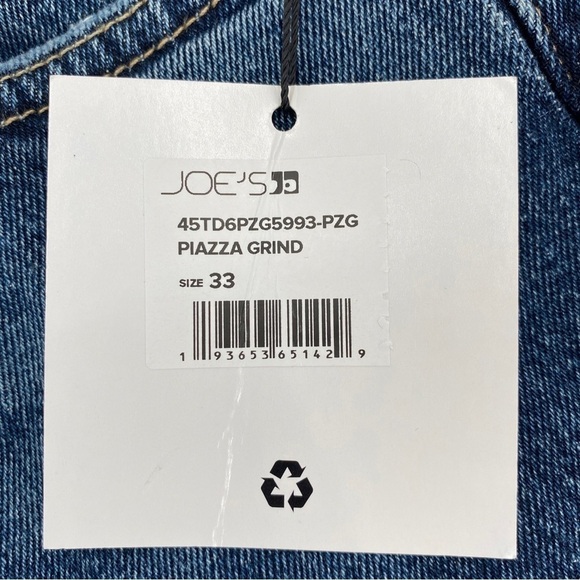 JOE'S
45TD6PZG5993-PZG
PIAZZA GRIND
SIZE 33
1 93653 65142 9